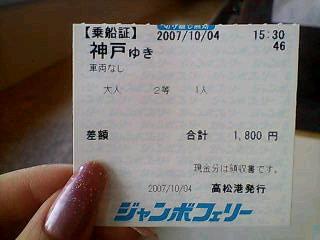 【乗船証】 2007/10/04 15:30
46
神戸ゆき
車両なし
大人 2等 1人
差額 合計 1,800 円
現金分は領収書です。
2007/10/04 高松港発行
ジャンボフェリー